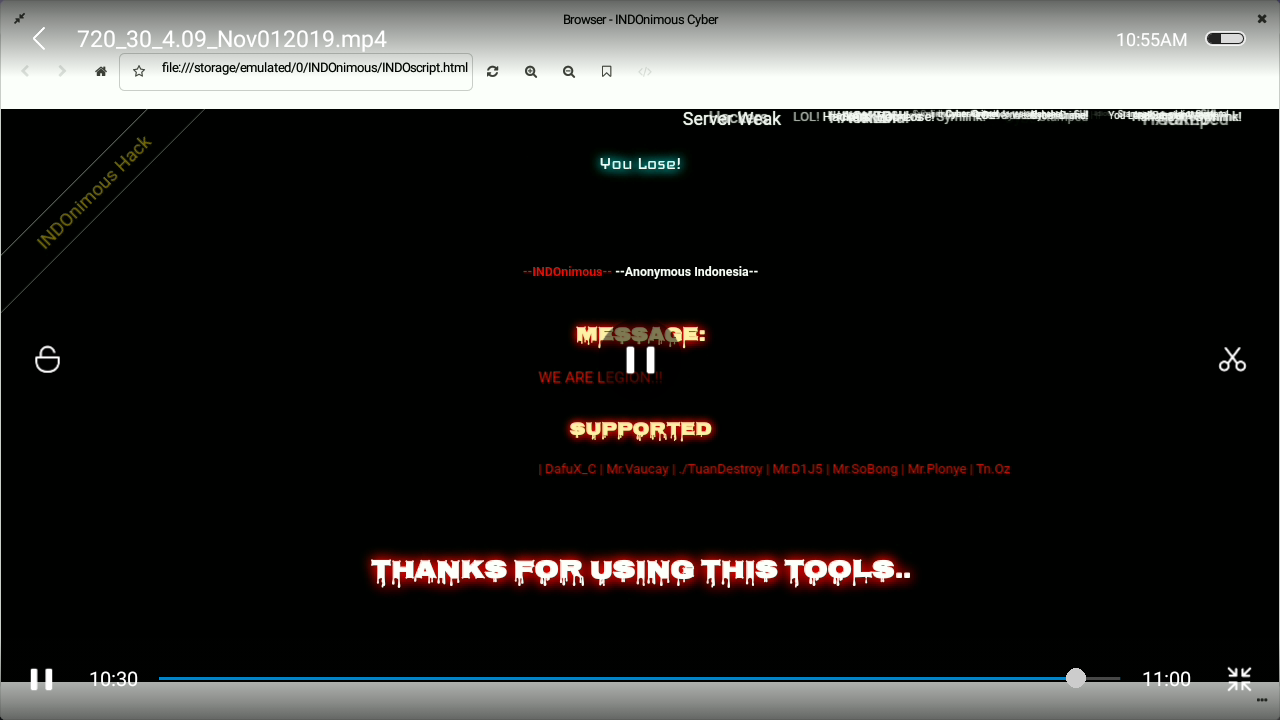 Browser - INDOnimous Cyber
720_30_4.09_Nov012019.mp4
10:55AM
file:///storage/emulated/0/INDOnimous/INDOscript.html
Server Weak
LOL!
You Lose!
INDOnimous Hack
--INDOnimous-- --Anonymous Indonesia--
MESSAGE:
WE ARE LEGION !!
SUPPORTED
| DafuX_C | Mr.Vaucay | ./TuanDestroy | Mr.D1J5 | Mr.SoBong | Mr.Plonye | Tn.Oz
THANKS FOR USING THIS TOOLS..
10:30
11:00